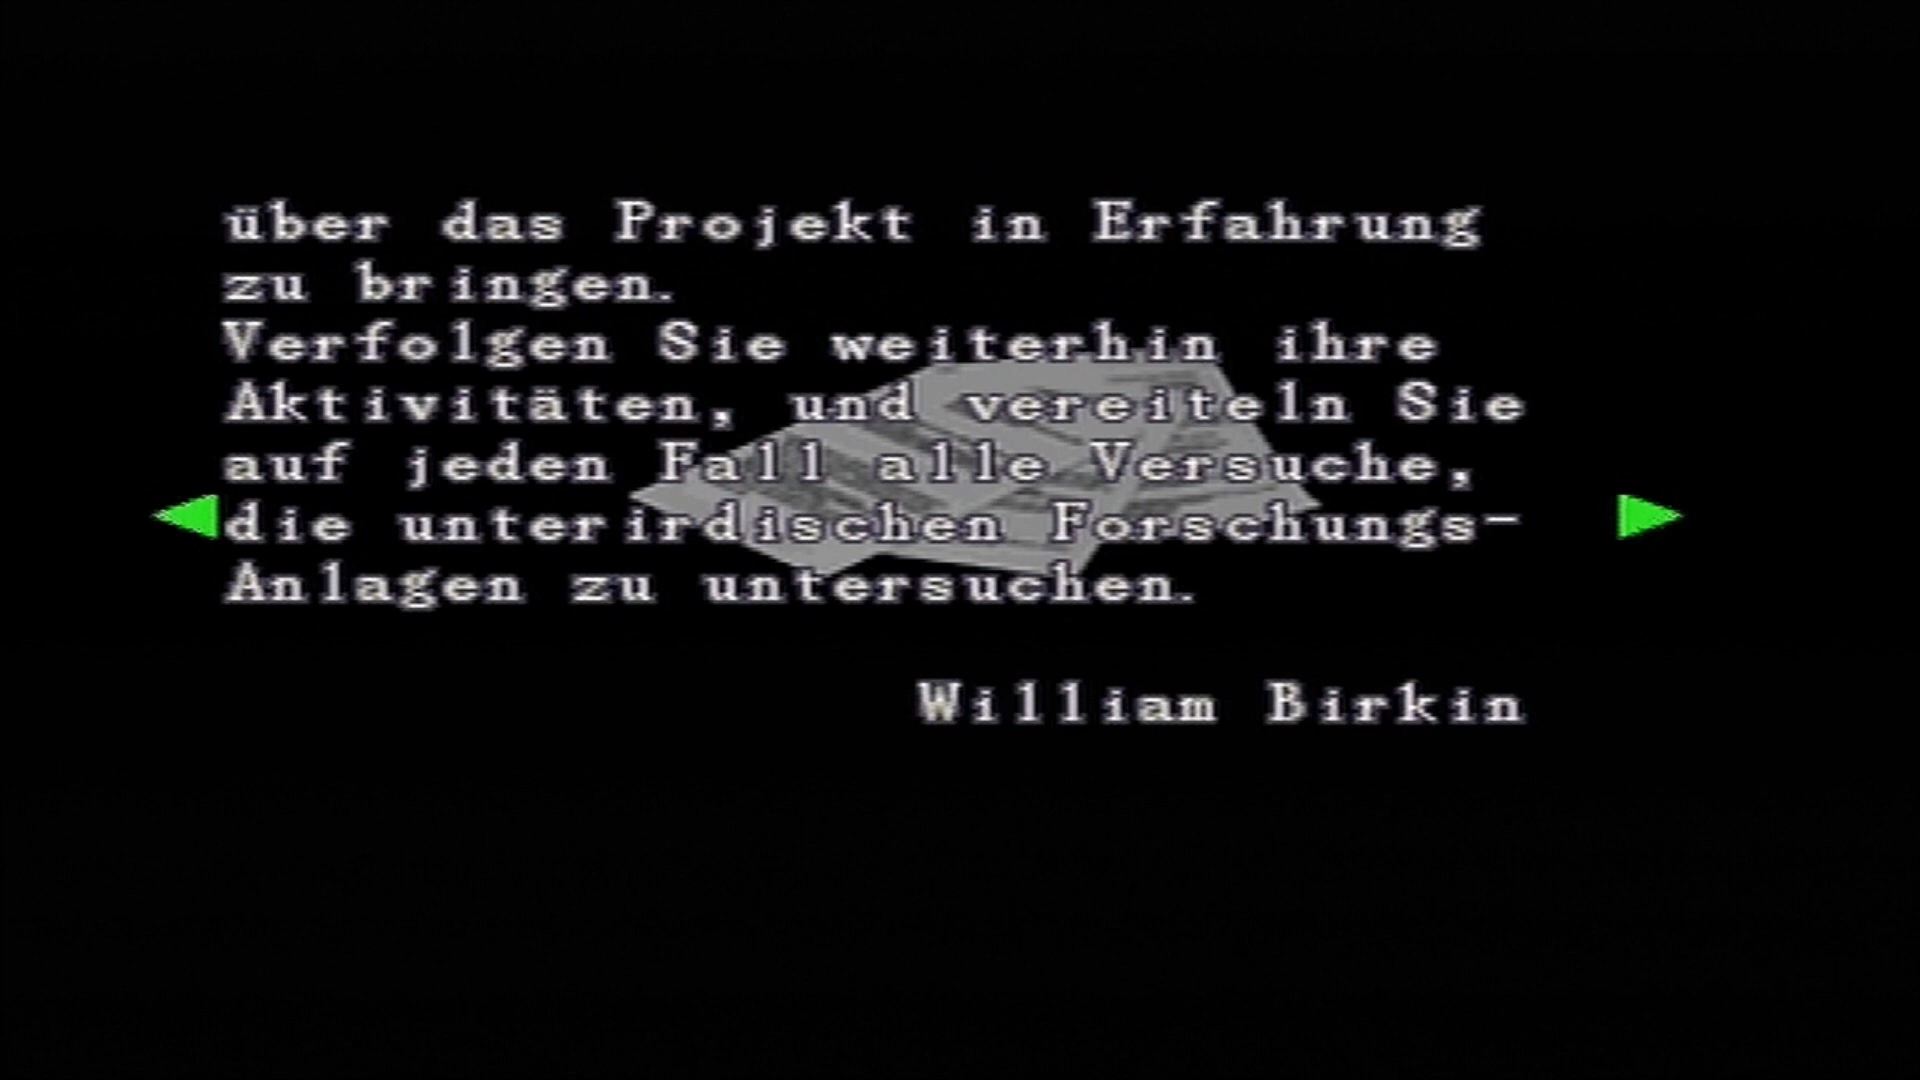 über das Projekt in Erfahrung
zu bringen.
Verfolgen Sie weiterhin ihre
Aktivitäten, und vereiteln Sie
auf jeden Fall alle Versuche,
die unterirdischen Forschungs-
Anlagen zu untersuchen.
William Birkin